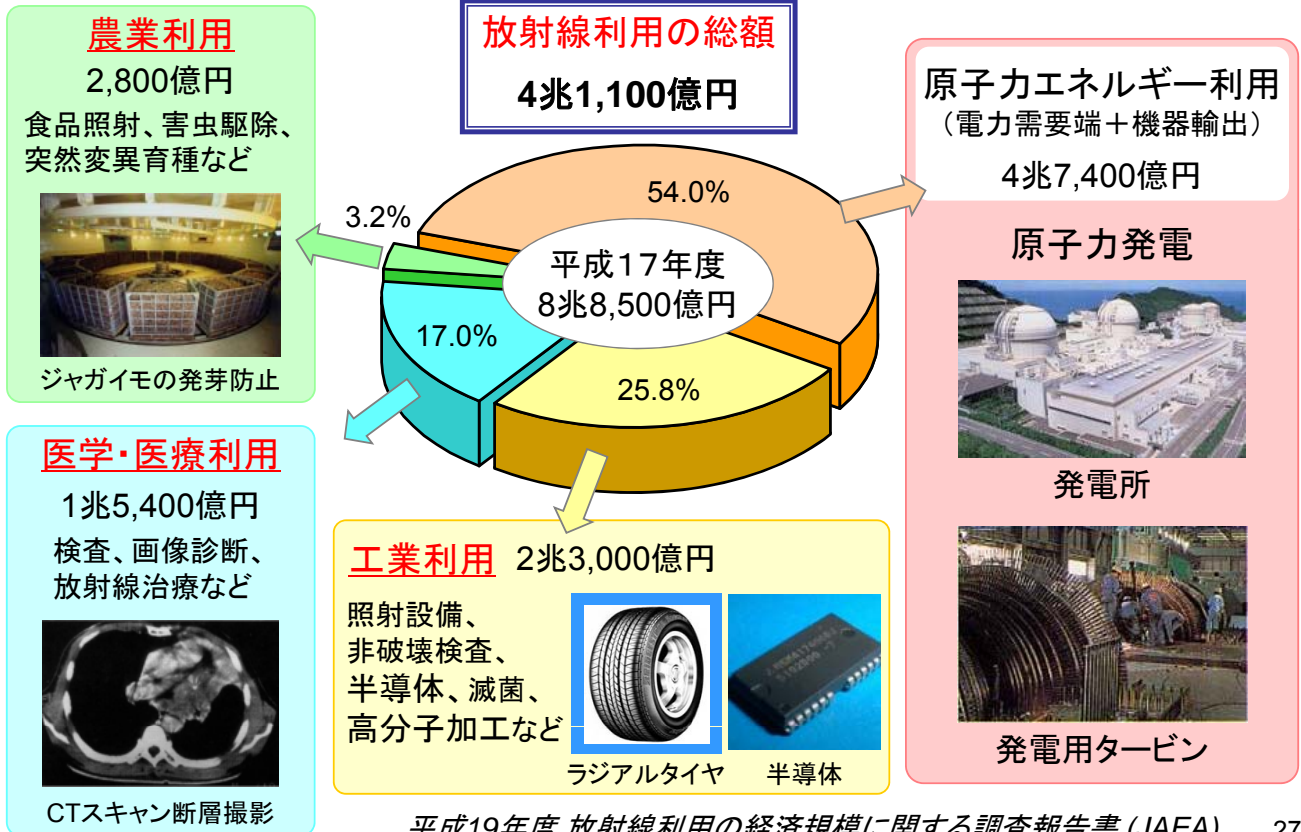 農業利用
2,800億円
食品照射、害虫駆除、
突然変異育種など
ジャガイモの発芽防止
放射線利用の総額
4兆1,100億円
原子力エネルギー利用
（電力需要端＋機器輸出）
4兆7,400億円
原子力発電
発電所
発電用タービン
54.0%
3.2%
平成１７年度
8兆8,500億円
17.0%
25.8%
医学・医療利用
1兆5,400億円
検査、画像診断、
放射線治療など
CTスキャン断層撮影
工業利用 2兆3,000億円
照射設備、
非破壊検査、
半導体、滅菌、
高分子加工など
ラジアルタイヤ
半導体
平成19年度 放射線利用の経済規模に関する調査報告書 (JAEA)
27